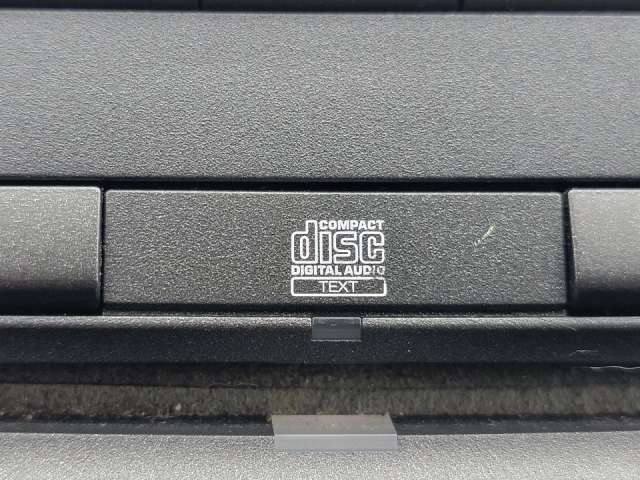 COMPACT
disc
DIGITAL AUDIO
TEXT